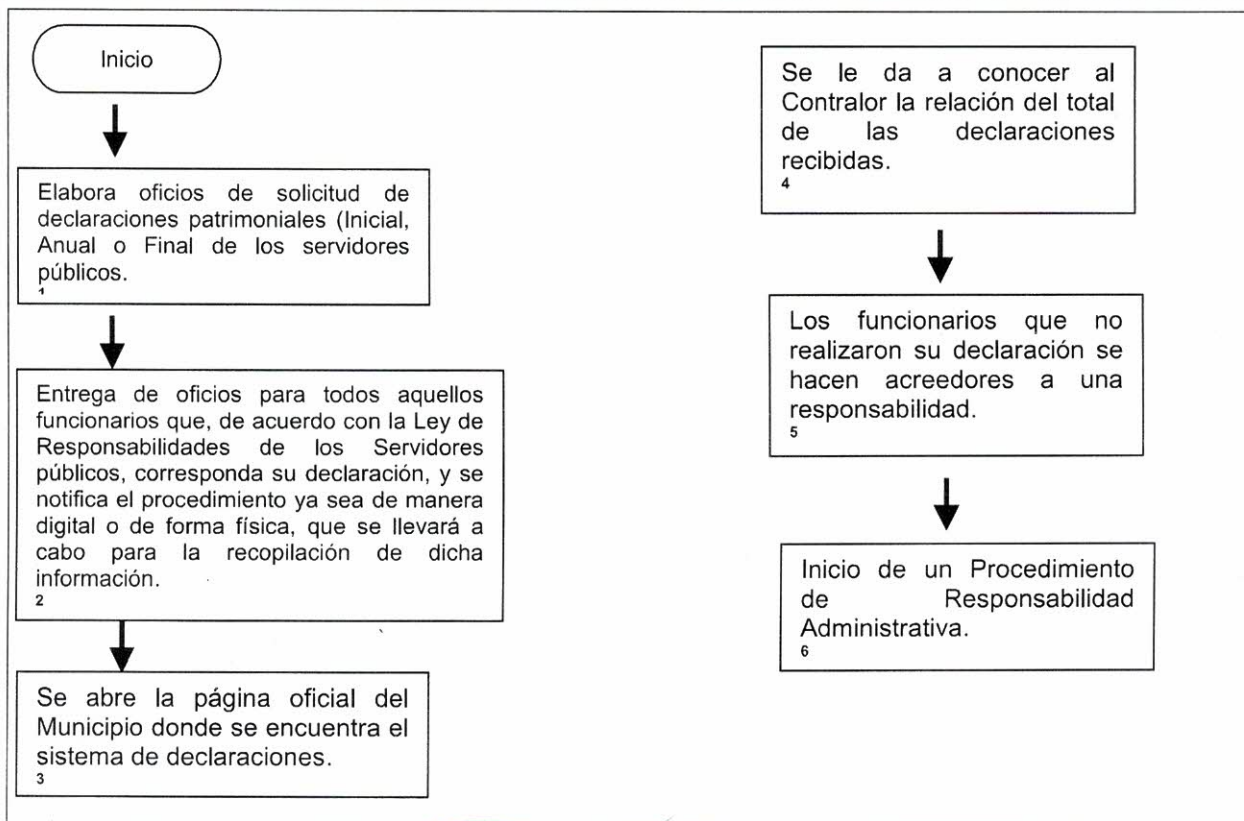 Inicio
Elabora oficios de solicitud de
declaraciones patrimoniales (Inicial,
Anual o Final de los servidores
públicos.
1
Entrega de oficios para todos aquellos
funcionarios que, de acuerdo con la Ley de
Responsabilidades de los Servidores
públicos, corresponda su declaración, y se
notifica el procedimiento ya sea de manera
digital o de forma física, que se llevará a
cabo para la recopilación de dicha
información.
2
Se abre la página oficial del
Municipio donde se encuentra el
sistema de declaraciones.
3
Se le da a conocer al
Contralor la relación del total
de las declaraciones
recibidas.
4
Los funcionarios que no
realizaron su declaración se
hacen acreedores a una
responsabilidad.
5
Inicio de un Procedimiento
de Responsabilidad
Administrativa.
6